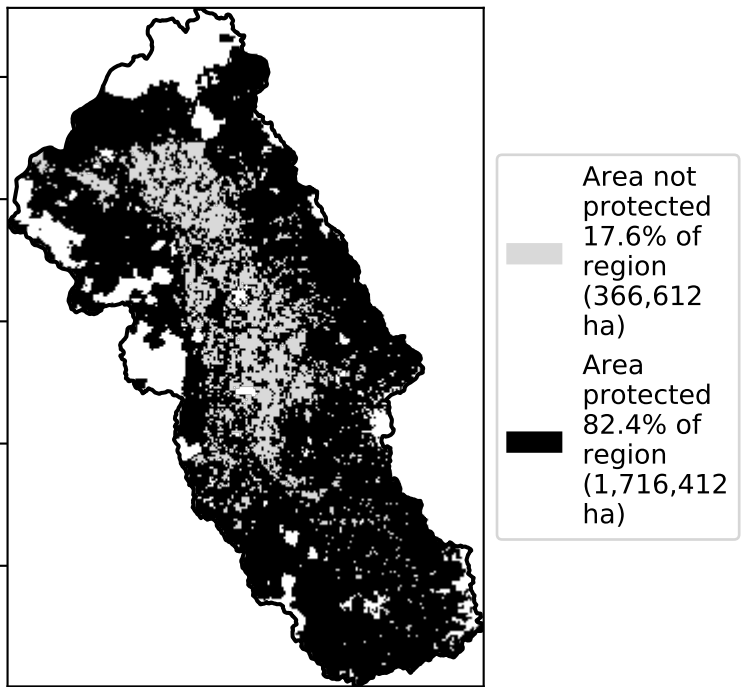 Area not
protected
17.6% of
region
(366,612
ha)
Area
protected
82.4% of
region
(1,716,412
ha)